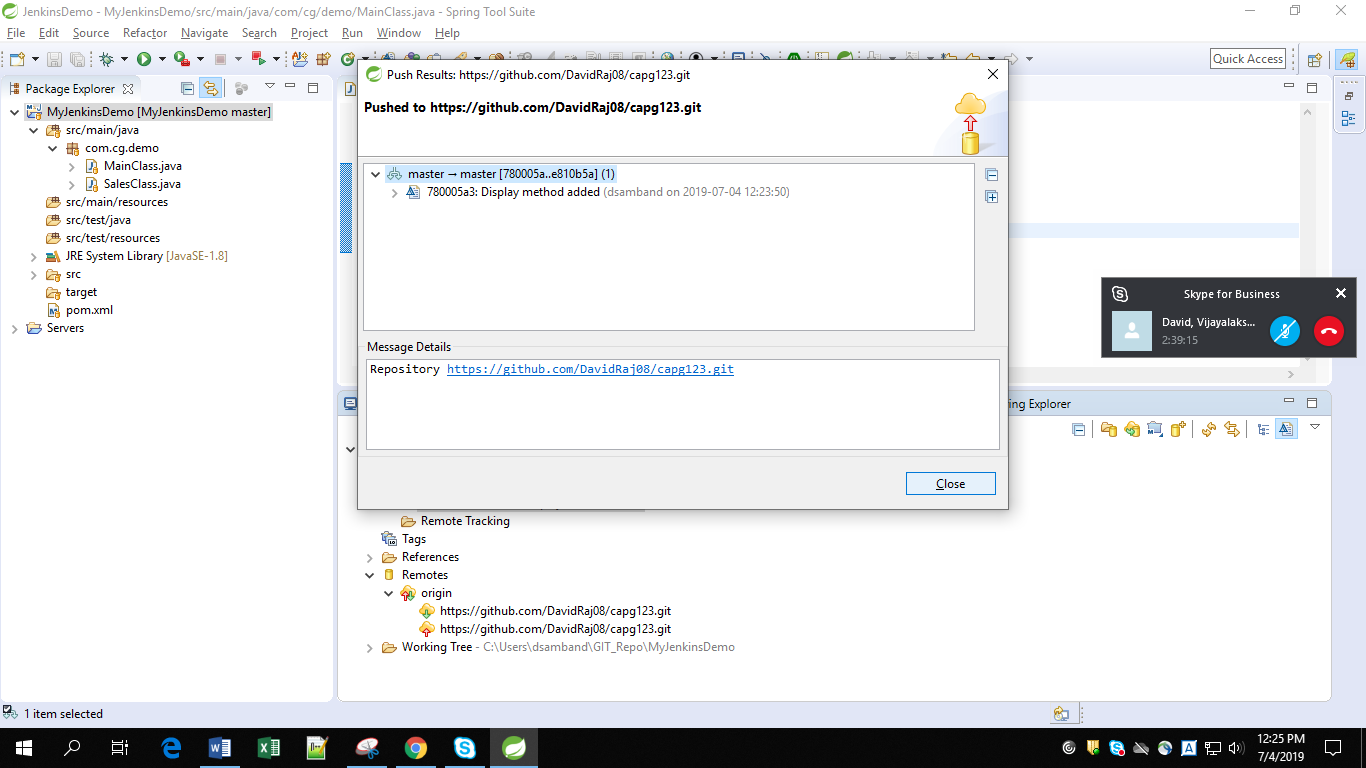 JenkinsDemo - MyJenkinsDemo/src/main/java/com/cg/demo/MainClass.java - Spring Tool Suite
File Edit Source Refactor Navigate Search Project Run Window Help
Quick Access
Package Explorer
MyJenkinsDemo [MyJenkinsDemo master]
src/main/java
com.cg.demo
MainClass.java
SalesClass.java
src/main/resources
src/test/java
src/test/resources
JRE System Library [JavaSE-1.8]
src
target
pom.xml
Servers
Push Results: https://github.com/DavidRaj08/capg123.git
Pushed to https://github.com/DavidRaj08/capg123.git
master → master [780005a..e810b5a] (1)
780005a3: Display method added (dsamband on 2019-07-04 12:23:50)
Message Details
Repository https://github.com/DavidRaj08/capg123.git
Close
Skype for Business
David, Vijayalaks...
2:39:15
ing Explorer
Remote Tracking
Tags
References
Remotes
origin
https://github.com/DavidRaj08/capg123.git
https://github.com/DavidRaj08/capg123.git
Working Tree - C:\Users\dsamband\GIT_Repo\MyJenkinsDemo
1 item selected
12:25 PM
7/4/2019